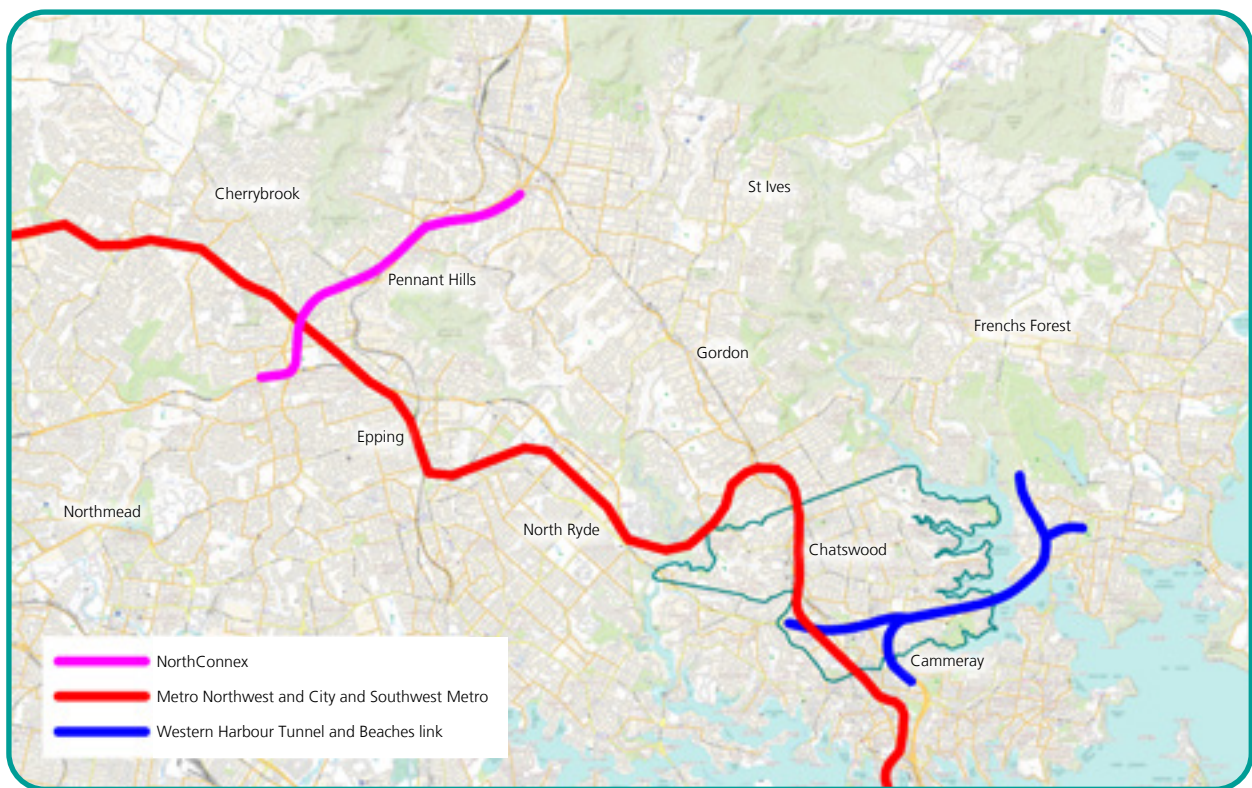 Cherrybrook
St Ives
Pennant Hills
Frenchs Forest
Gordon
Epping
Northmead
North Ryde
Chatswood
Cammeray
NorthConnex
Metro Northwest and City and Southwest Metro
Western Harbour Tunnel and Beaches link